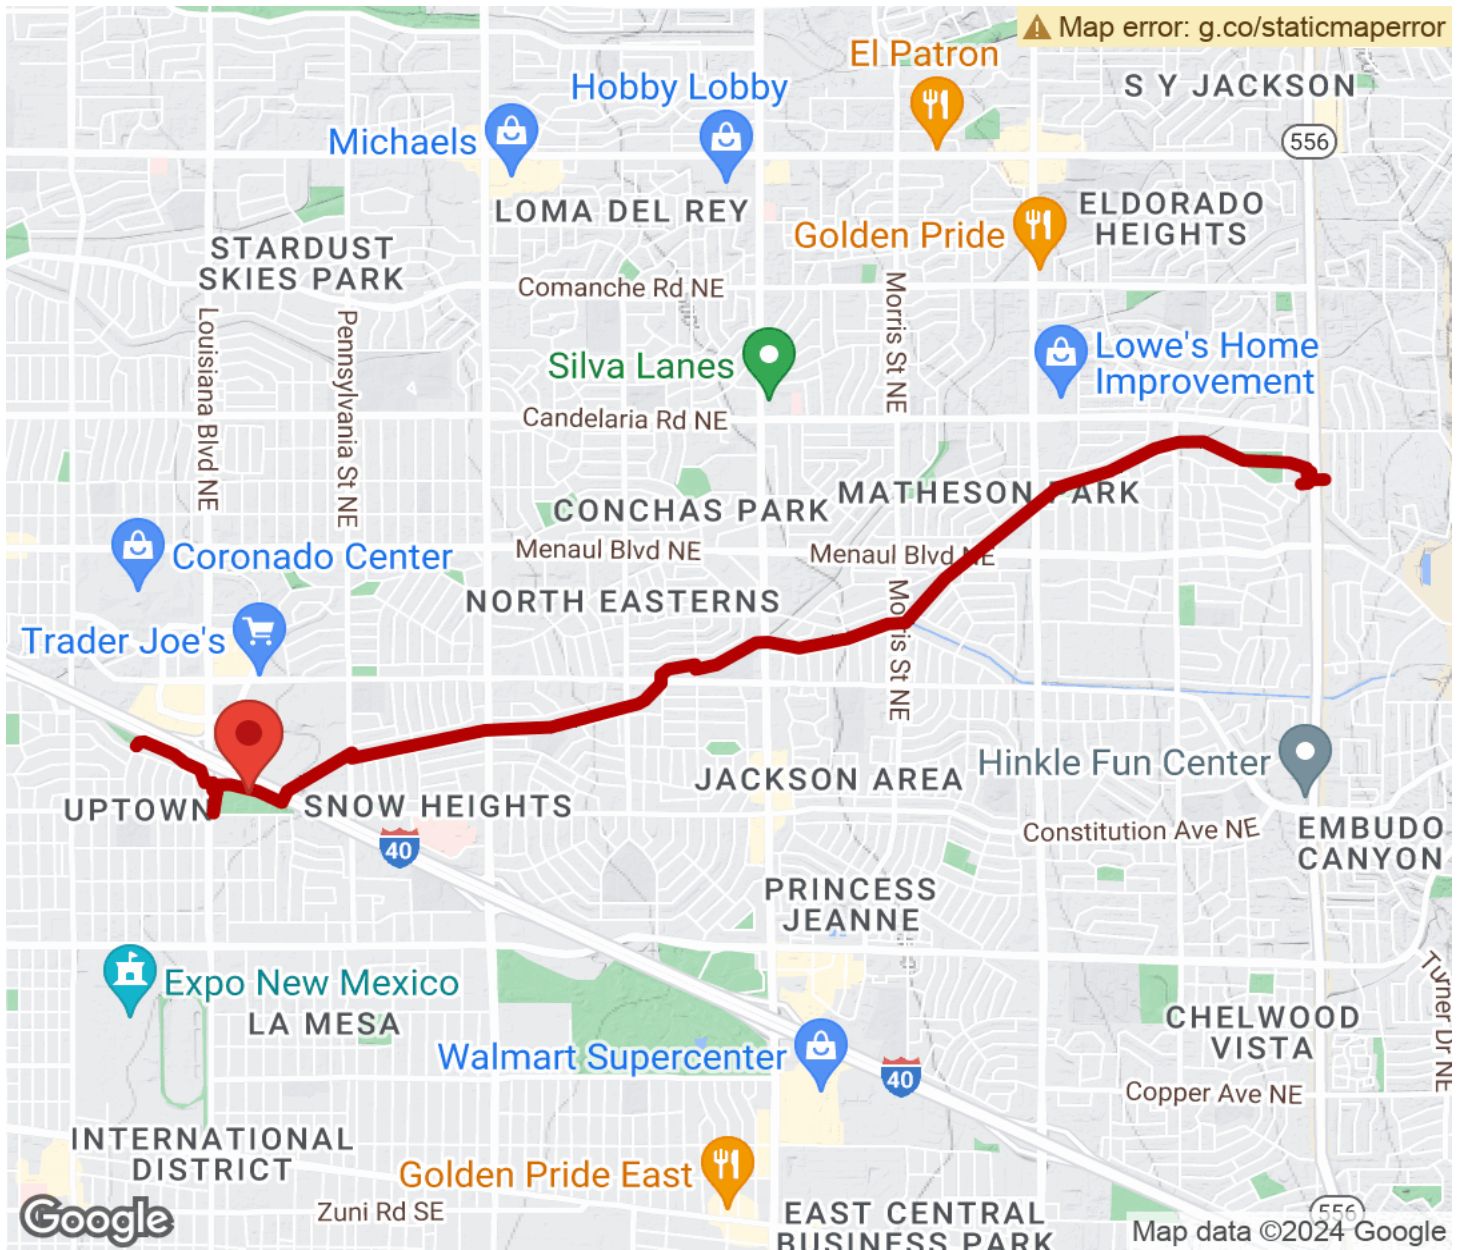 Map error: g.co/staticmaperror
El Patron
S Y JACKSON
Hobby Lobby
Michaels
556
LOMA DEL REY
Golden Pride
ELDORADO
HEIGHTS
STARDUST
SKIES PARK
Comanche Rd NE
Morris St NE
Louisiana Blvd NE
Pennsylvania St NE
Silva Lanes
Lowe's Home
Improvement
Candelaria Rd NE
MATHESON PARK
CONCHAS PARK
Menaul Blvd NE
Menaul Blvd NE
Coronado Center
NORTH EASTERNS
Morris St NE
Trader Joe's
Hinkle Fun Center
JACKSON AREA
UPTOWN
SNOW HEIGHTS
Constitution Ave NE
EMBUDO
CANYON
40
PRINCESS
JEANNE
Expo New Mexico
LA MESA
Turner Dr NE
CHELWOOD
VISTA
Walmart Supercenter
40
Copper Ave NE
INTERNATIONAL
DISTRICT
Golden Pride East
Zuni Rd SE
EAST CENTRAL
BUSINESS PARK
556
Google
Map data ©2024 Google